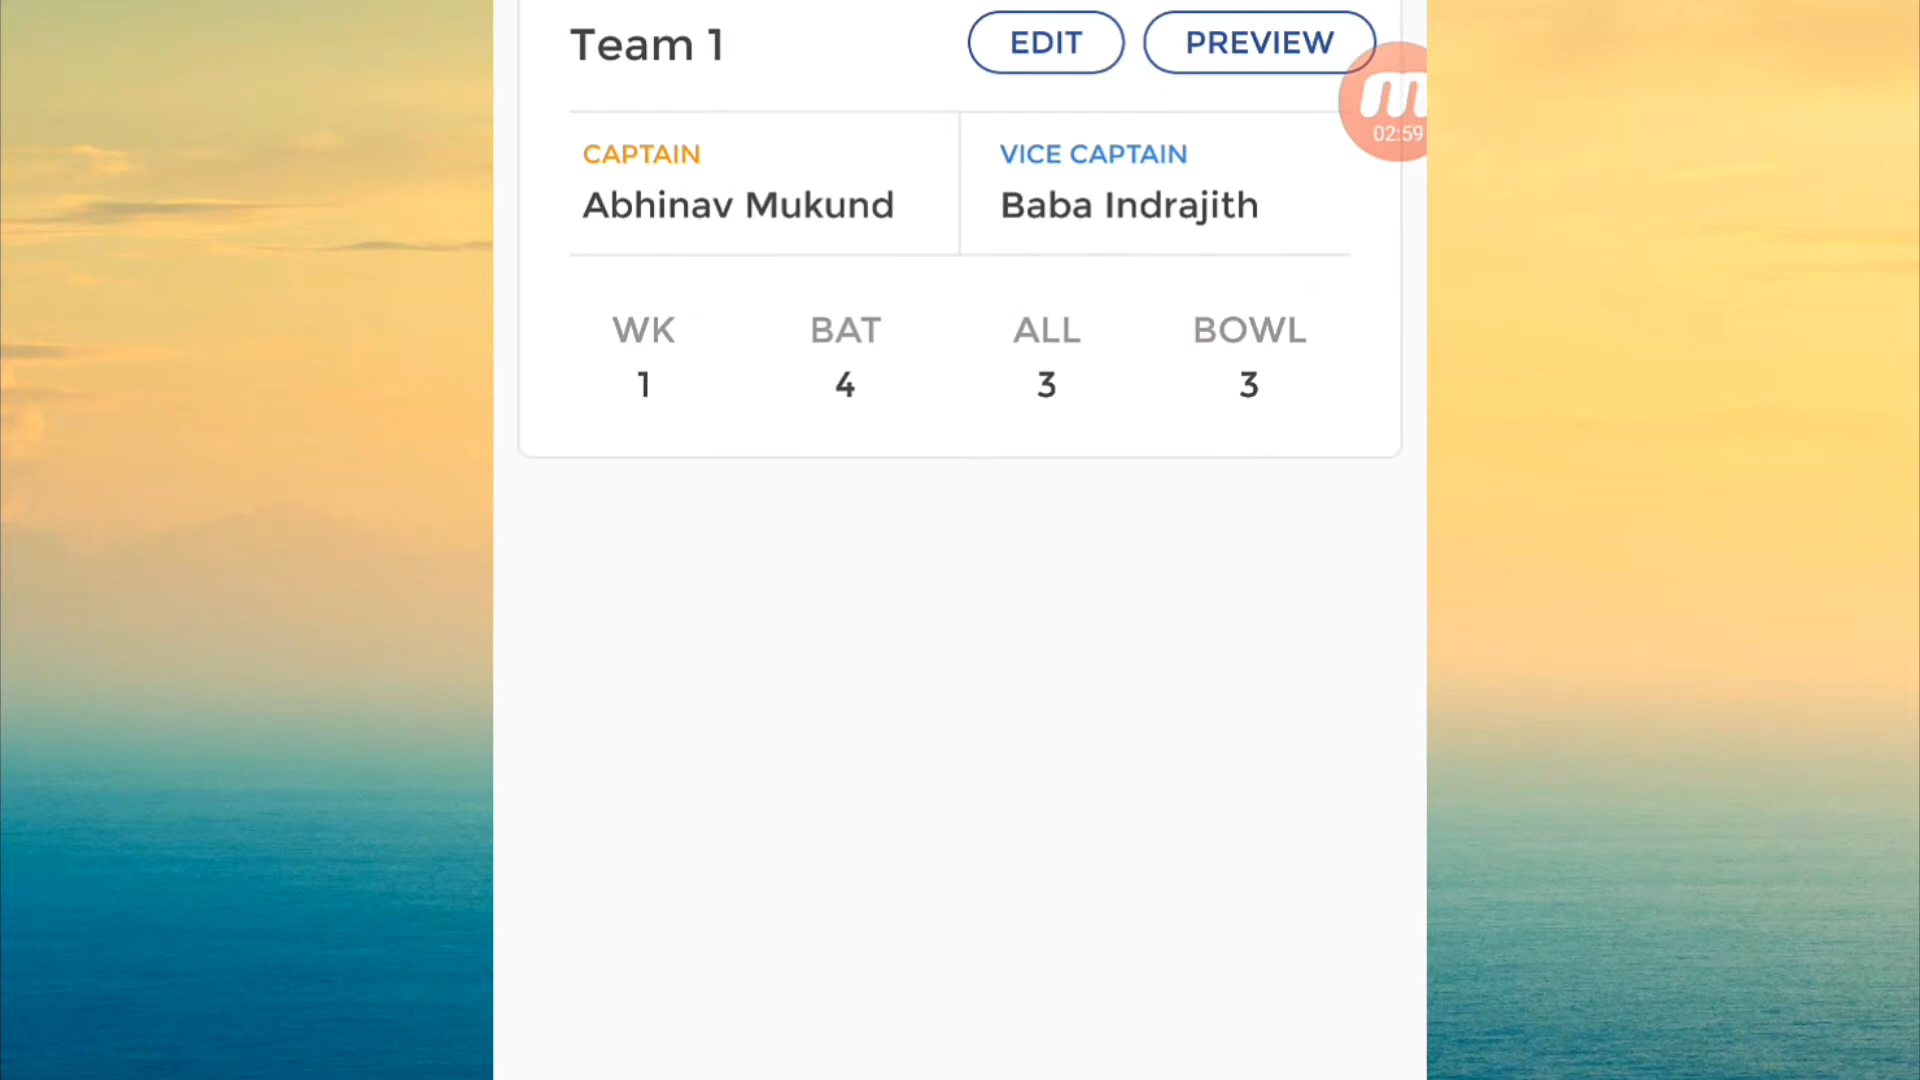 Team 1
EDIT
PREVIEW
m
02:59
CAPTAIN
VICE CAPTAIN
Abhinav Mukund
Baba Indrajith
WK
BAT
ALL
BOWL
1
4
3
3